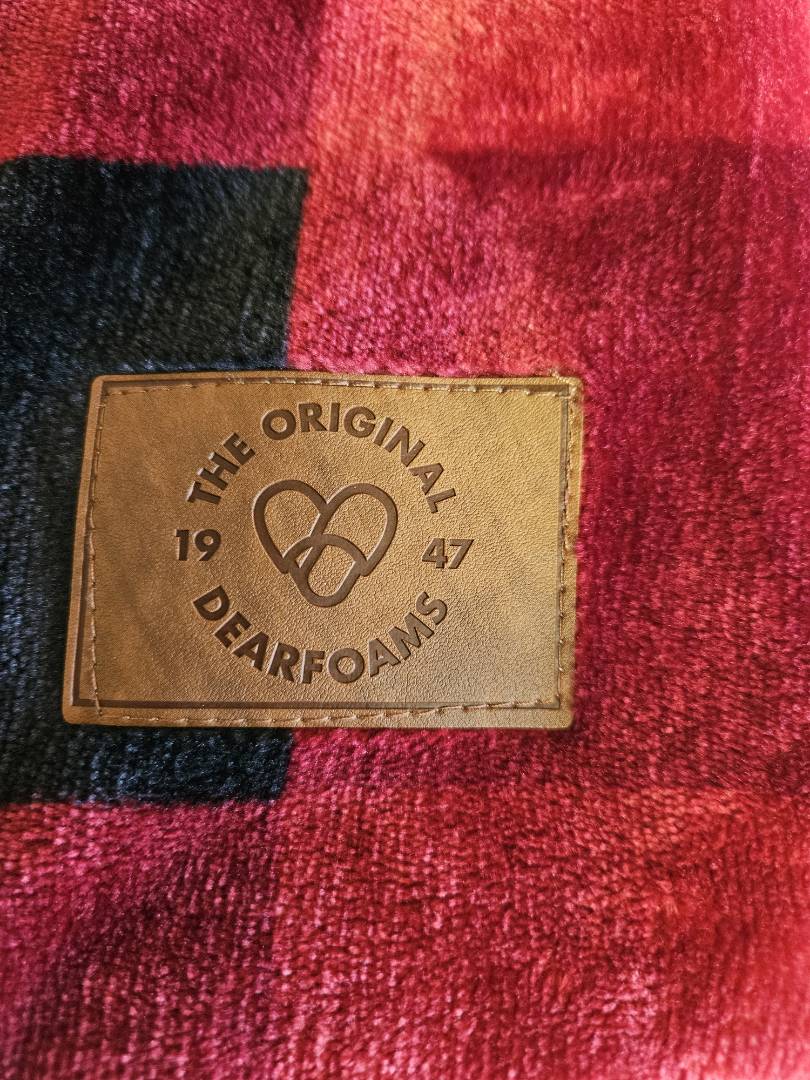 THE ORIGINAL
19 47
DEARFOAMS